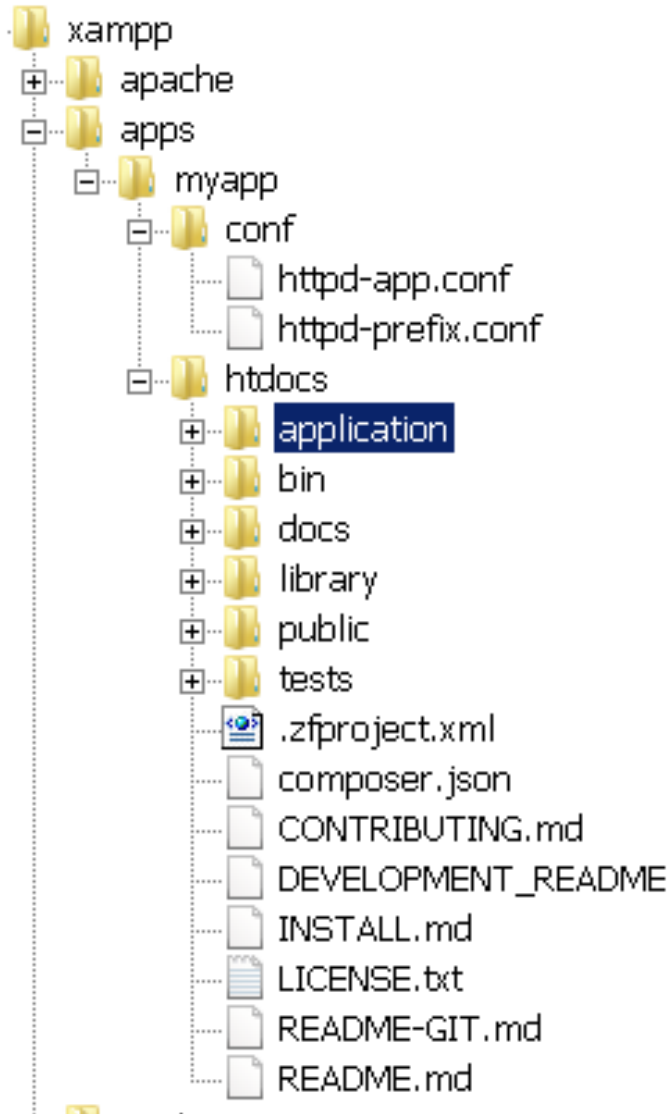 xampp
apache
apps
myapp
conf
httpd-app.conf
httpd-prefix.conf
htdocs
application
bin
docs
library
public
tests
.zfproject.xml
composer.json
CONTRIBUTING.md
DEVELOPMENT_README
INSTALL.md
LICENSE.txt
README-GIT.md
README.md